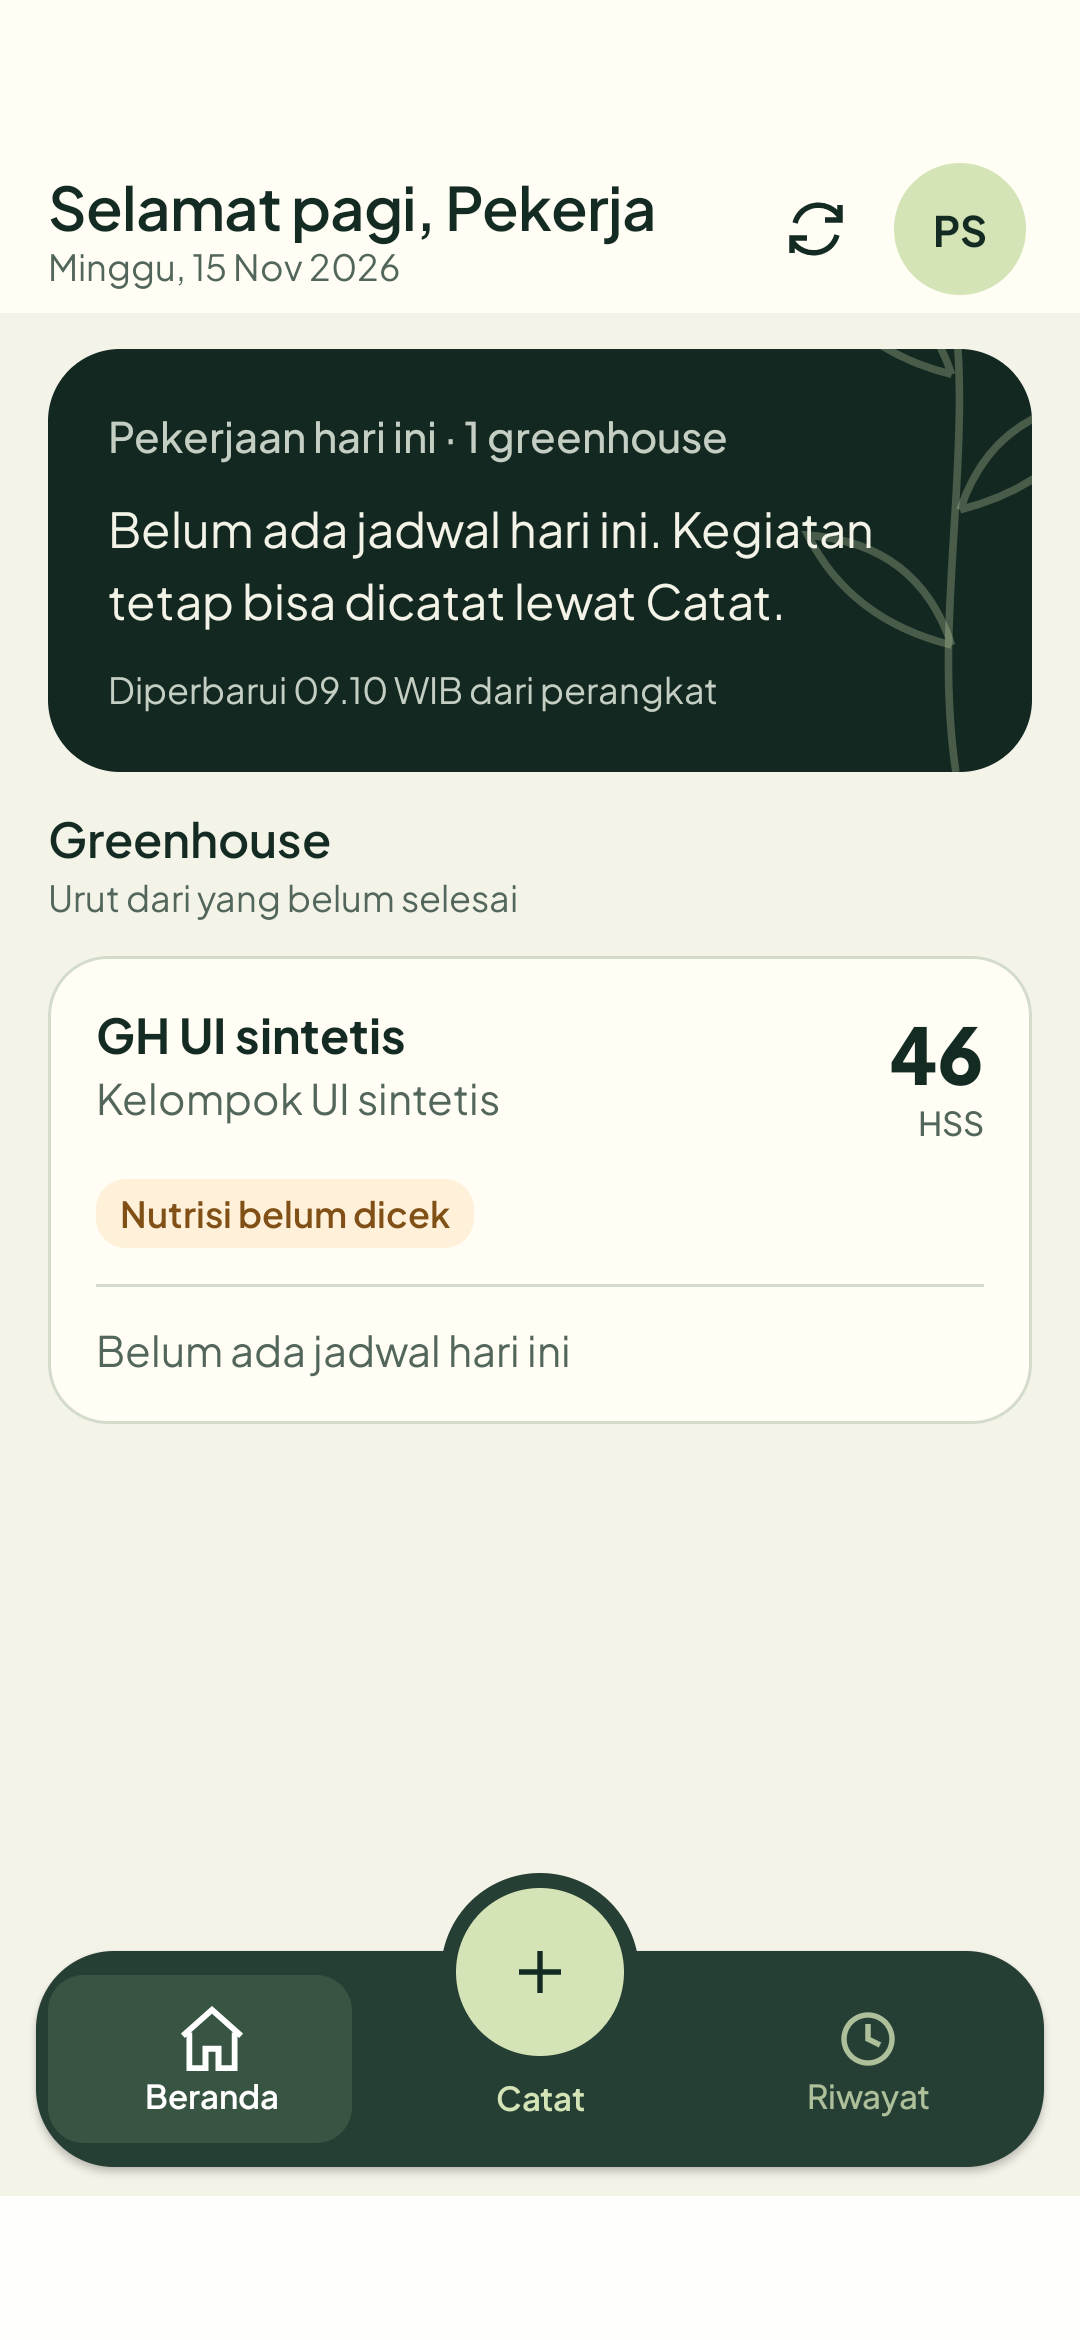 Selamat pagi, Pekerja
Minggu, 15 Nov 2026
PS
Pekerjaan hari ini · 1 greenhouse
Belum ada jadwal hari ini. Kegiatan
tetap bisa dicatat lewat Catat.
Diperbarui 09.10 WIB dari perangkat
Greenhouse
Urut dari yang belum selesai
GH UI sintetis
46
Kelompok UI sintetis
HSS
Nutrisi belum dicek
Belum ada jadwal hari ini
Beranda
Catat
Riwayat